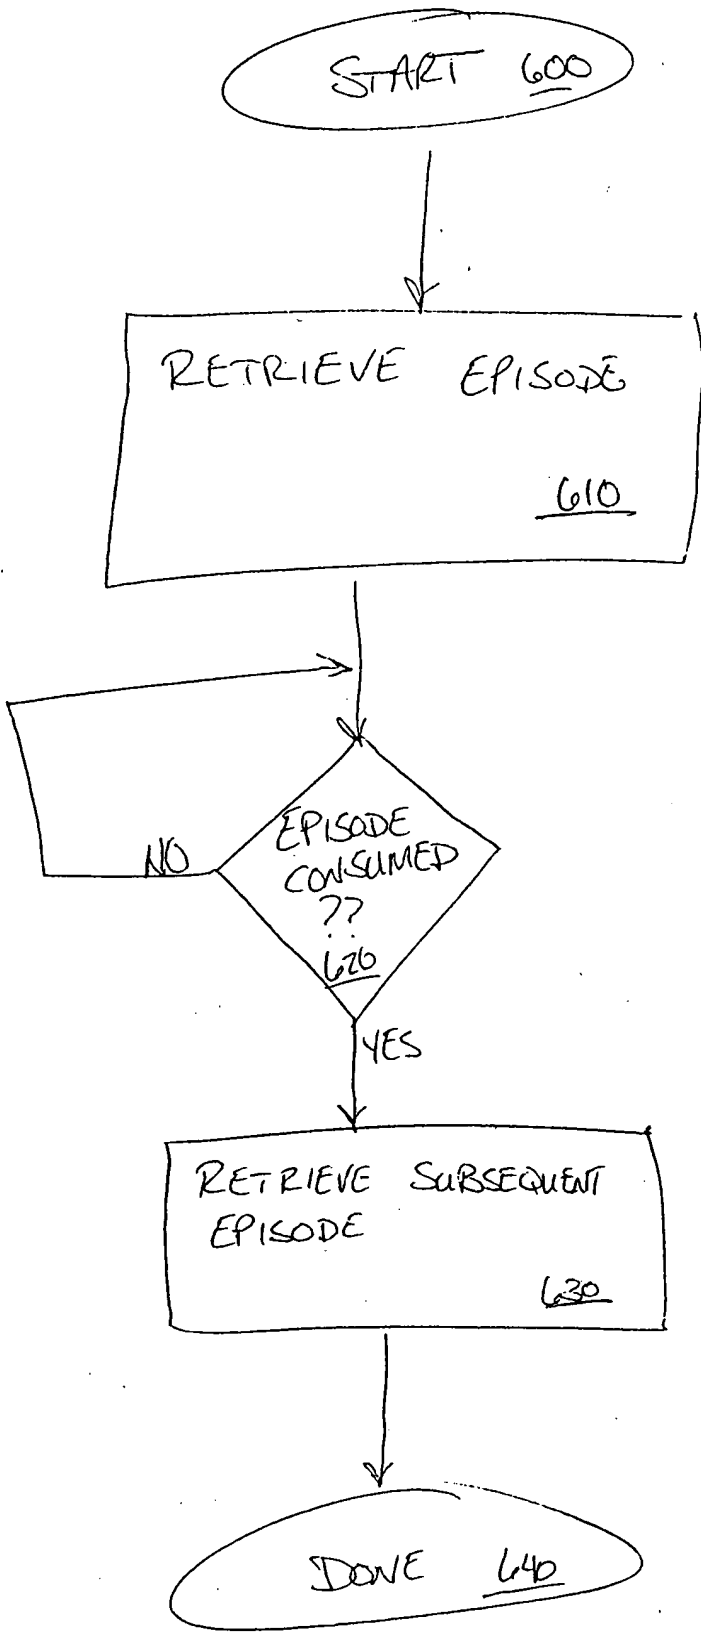 START 600
RETRIEVE EPISODE
610
EPISODE
CONSUMED
??
620
NO
YES
RETRIEVE SUBSEQUENT
EPISODE
630
DONE 640